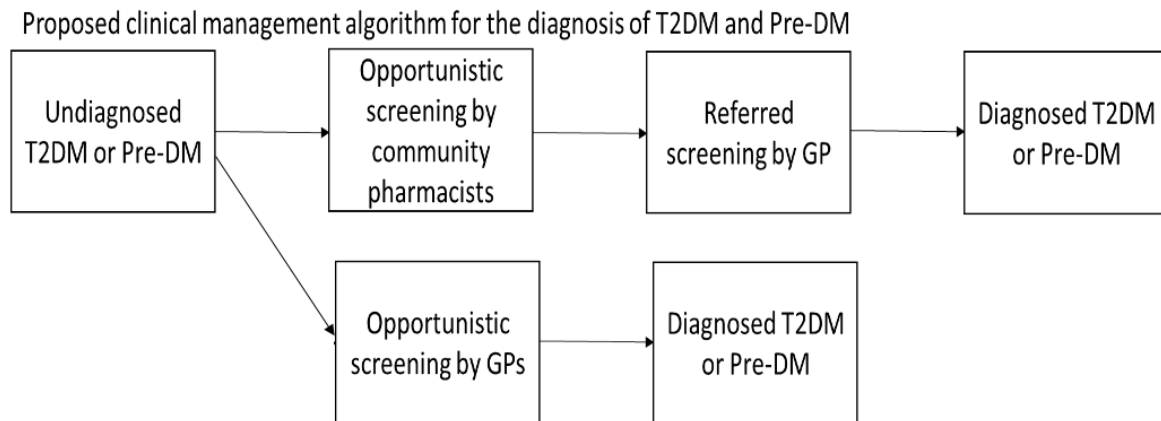 Proposed clinical management algorithm for the diagnosis of T2DM and Pre-DM
Undiagnosed
T2DM or Pre-DM
Opportunistic
screening by
community
pharmacists
Referred
screening by GP
Diagnosed T2DM
or Pre-DM
Opportunistic
screening by GPs
Diagnosed T2DM
or Pre-DM